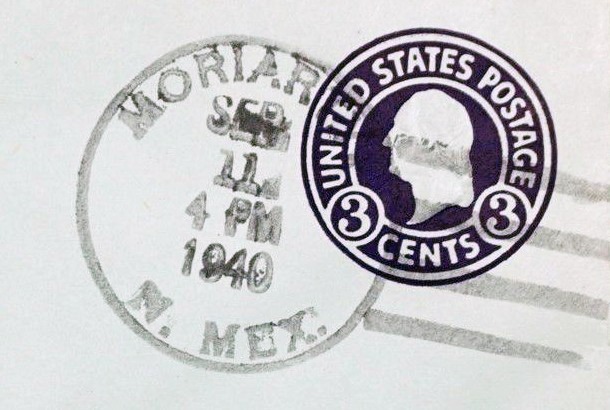 MORIAR
SEP
11
4 PM
1940
N. MEX.
UNITED STATES POSTAGE
3 CENTS 3